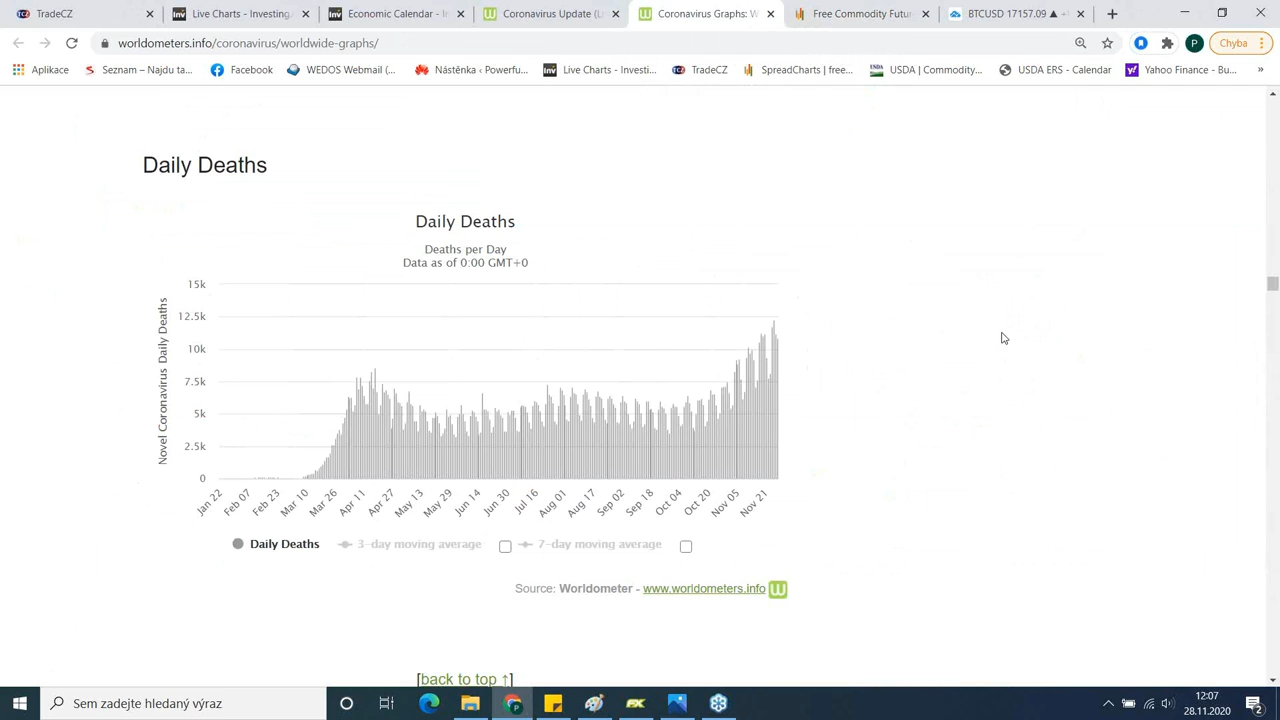 TradeCZ
Inv Live Charts - Investing.
Inv Economic Calendar - I
W Coronavirus Update (L
W Coronavirus Graphs: W
Free Commodity Futu
BTCUSD 17157.09 ▲ +
worldometers.info/coronavirus/worldwide-graphs/
P
Chyba
Aplikace
Seznam – Najdu ta...
Facebook
WEDOS Webmail (...
Nástěnka ‹ Powerfu...
Inv Live Charts - Investi...
TradeCZ
SpreadCharts | free...
USDA | Commodity...
USDA ERS - Calendar
Yahoo Finance - Bu...
»
Daily Deaths
Daily Deaths
Deaths per Day
Data as of 0:00 GMT+0
Novel Coronavirus Daily Deaths
15k
12.5k
10k
7.5k
5k
2.5k
0
Jan 22
Feb 07
Feb 23
Mar 10
Mar 26
Apr 11
Apr 27
May 13
May 29
Jun 14
Jun 30
Jul 16
Aug 01
Aug 17
Sep 02
Sep 18
Oct 04
Oct 20
Nov 05
Nov 21
Daily Deaths
3-day moving average
7-day moving average
Source: Worldometer - www.worldometers.info W
[back to top ↑]
Sem zadejte hledaný výraz
FX
12:07
28.11.2020
2